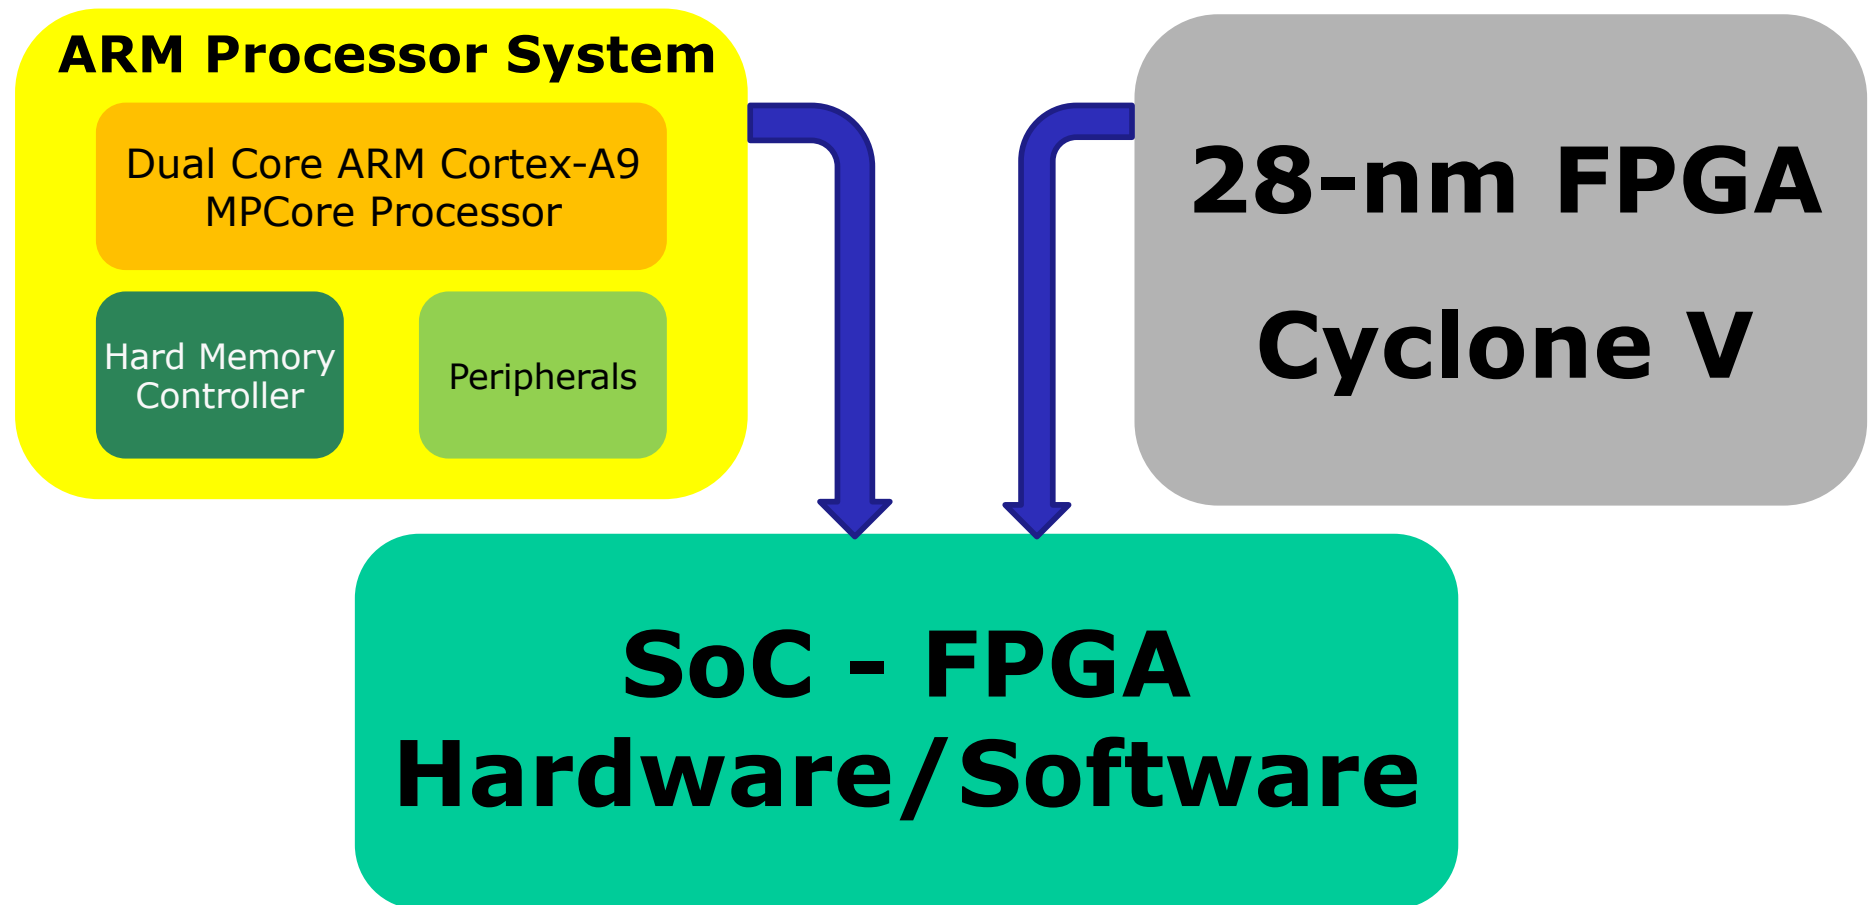 ARM Processor System
Dual Core ARM Cortex-A9
MPCore Processor
Hard Memory
Controller
Peripherals
28-nm FPGA
Cyclone V
SoC - FPGA
Hardware/Software